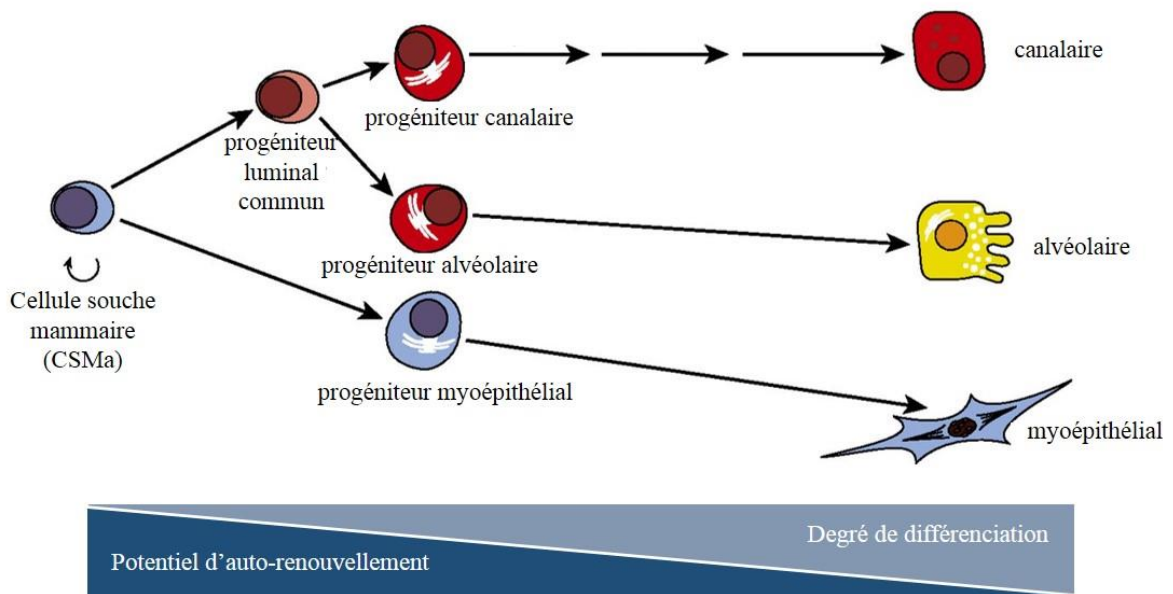 canalaire
progéniteur canalaire
progéniteur
luminal
commun
alvéolaire
progéniteur alvéolaire
Cellule souche
mammaire
(CSMa)
progéniteur myoépithélial
myoépithélial
Degré de différenciation
Potentiel d’auto-renouvellement